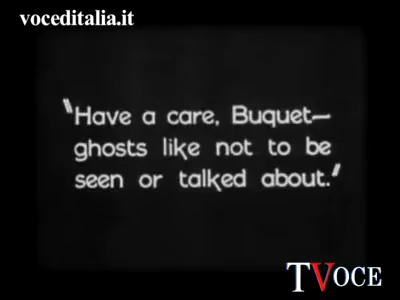 voceditalia.it
"Have a care, Buquet—
ghosts like not to be
seen or talked about."
TVOCE